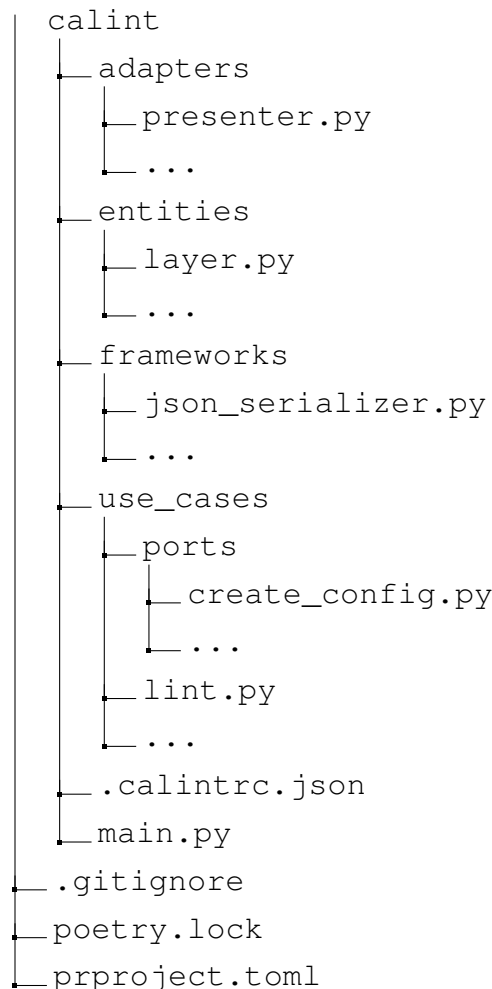 calint
adapters
presenter.py
...
entities
layer.py
...
frameworks
json_serializer.py
...
use_cases
ports
create_config.py
...
lint.py
...
.calintrc.json
main.py
.gitignore
poetry.lock
prproject.toml